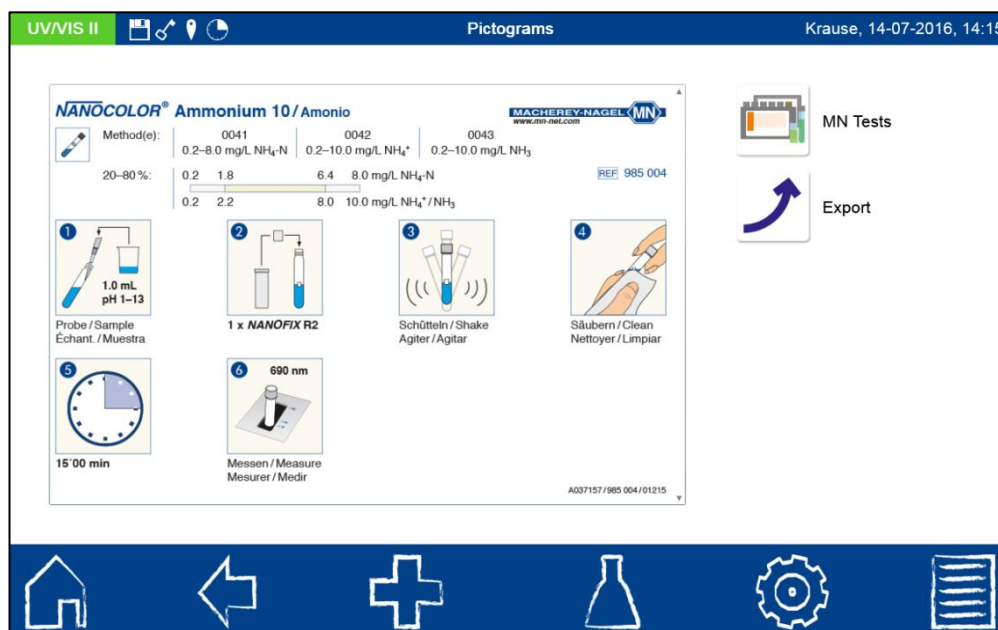 UV/VIS II Pictograms Krause, 14-07-2016, 14:15
NANOCOLOR® Ammonium 10/Amonio
MACHEREY-NAGEL MN
www.mn-net.com
Method(e): 0041 0042 0043
0.2–8.0 mg/L NH₄-N 0.2–10.0 mg/L NH₄⁺ 0.2–10.0 mg/L NH₃
20–80 %: 0.2 1.8 6.4 8.0 mg/L NH₄-N REF 985 004
0.2 2.2 8.0 10.0 mg/L NH₄⁺/NH₃
1 2 3 4
1.0 mL
pH 1–13
Probe/Sample
Échant./Muestra
1 x NANOFIX R2
Schütteln/Shake
Agiter/Agitar
Säubern/Clean
Nettoyer/Limpiar
5 6 690 nm
15´00 min
Messen/Measure
Mesurer/Medir
A037157/985 004/01215
MN Tests
Export